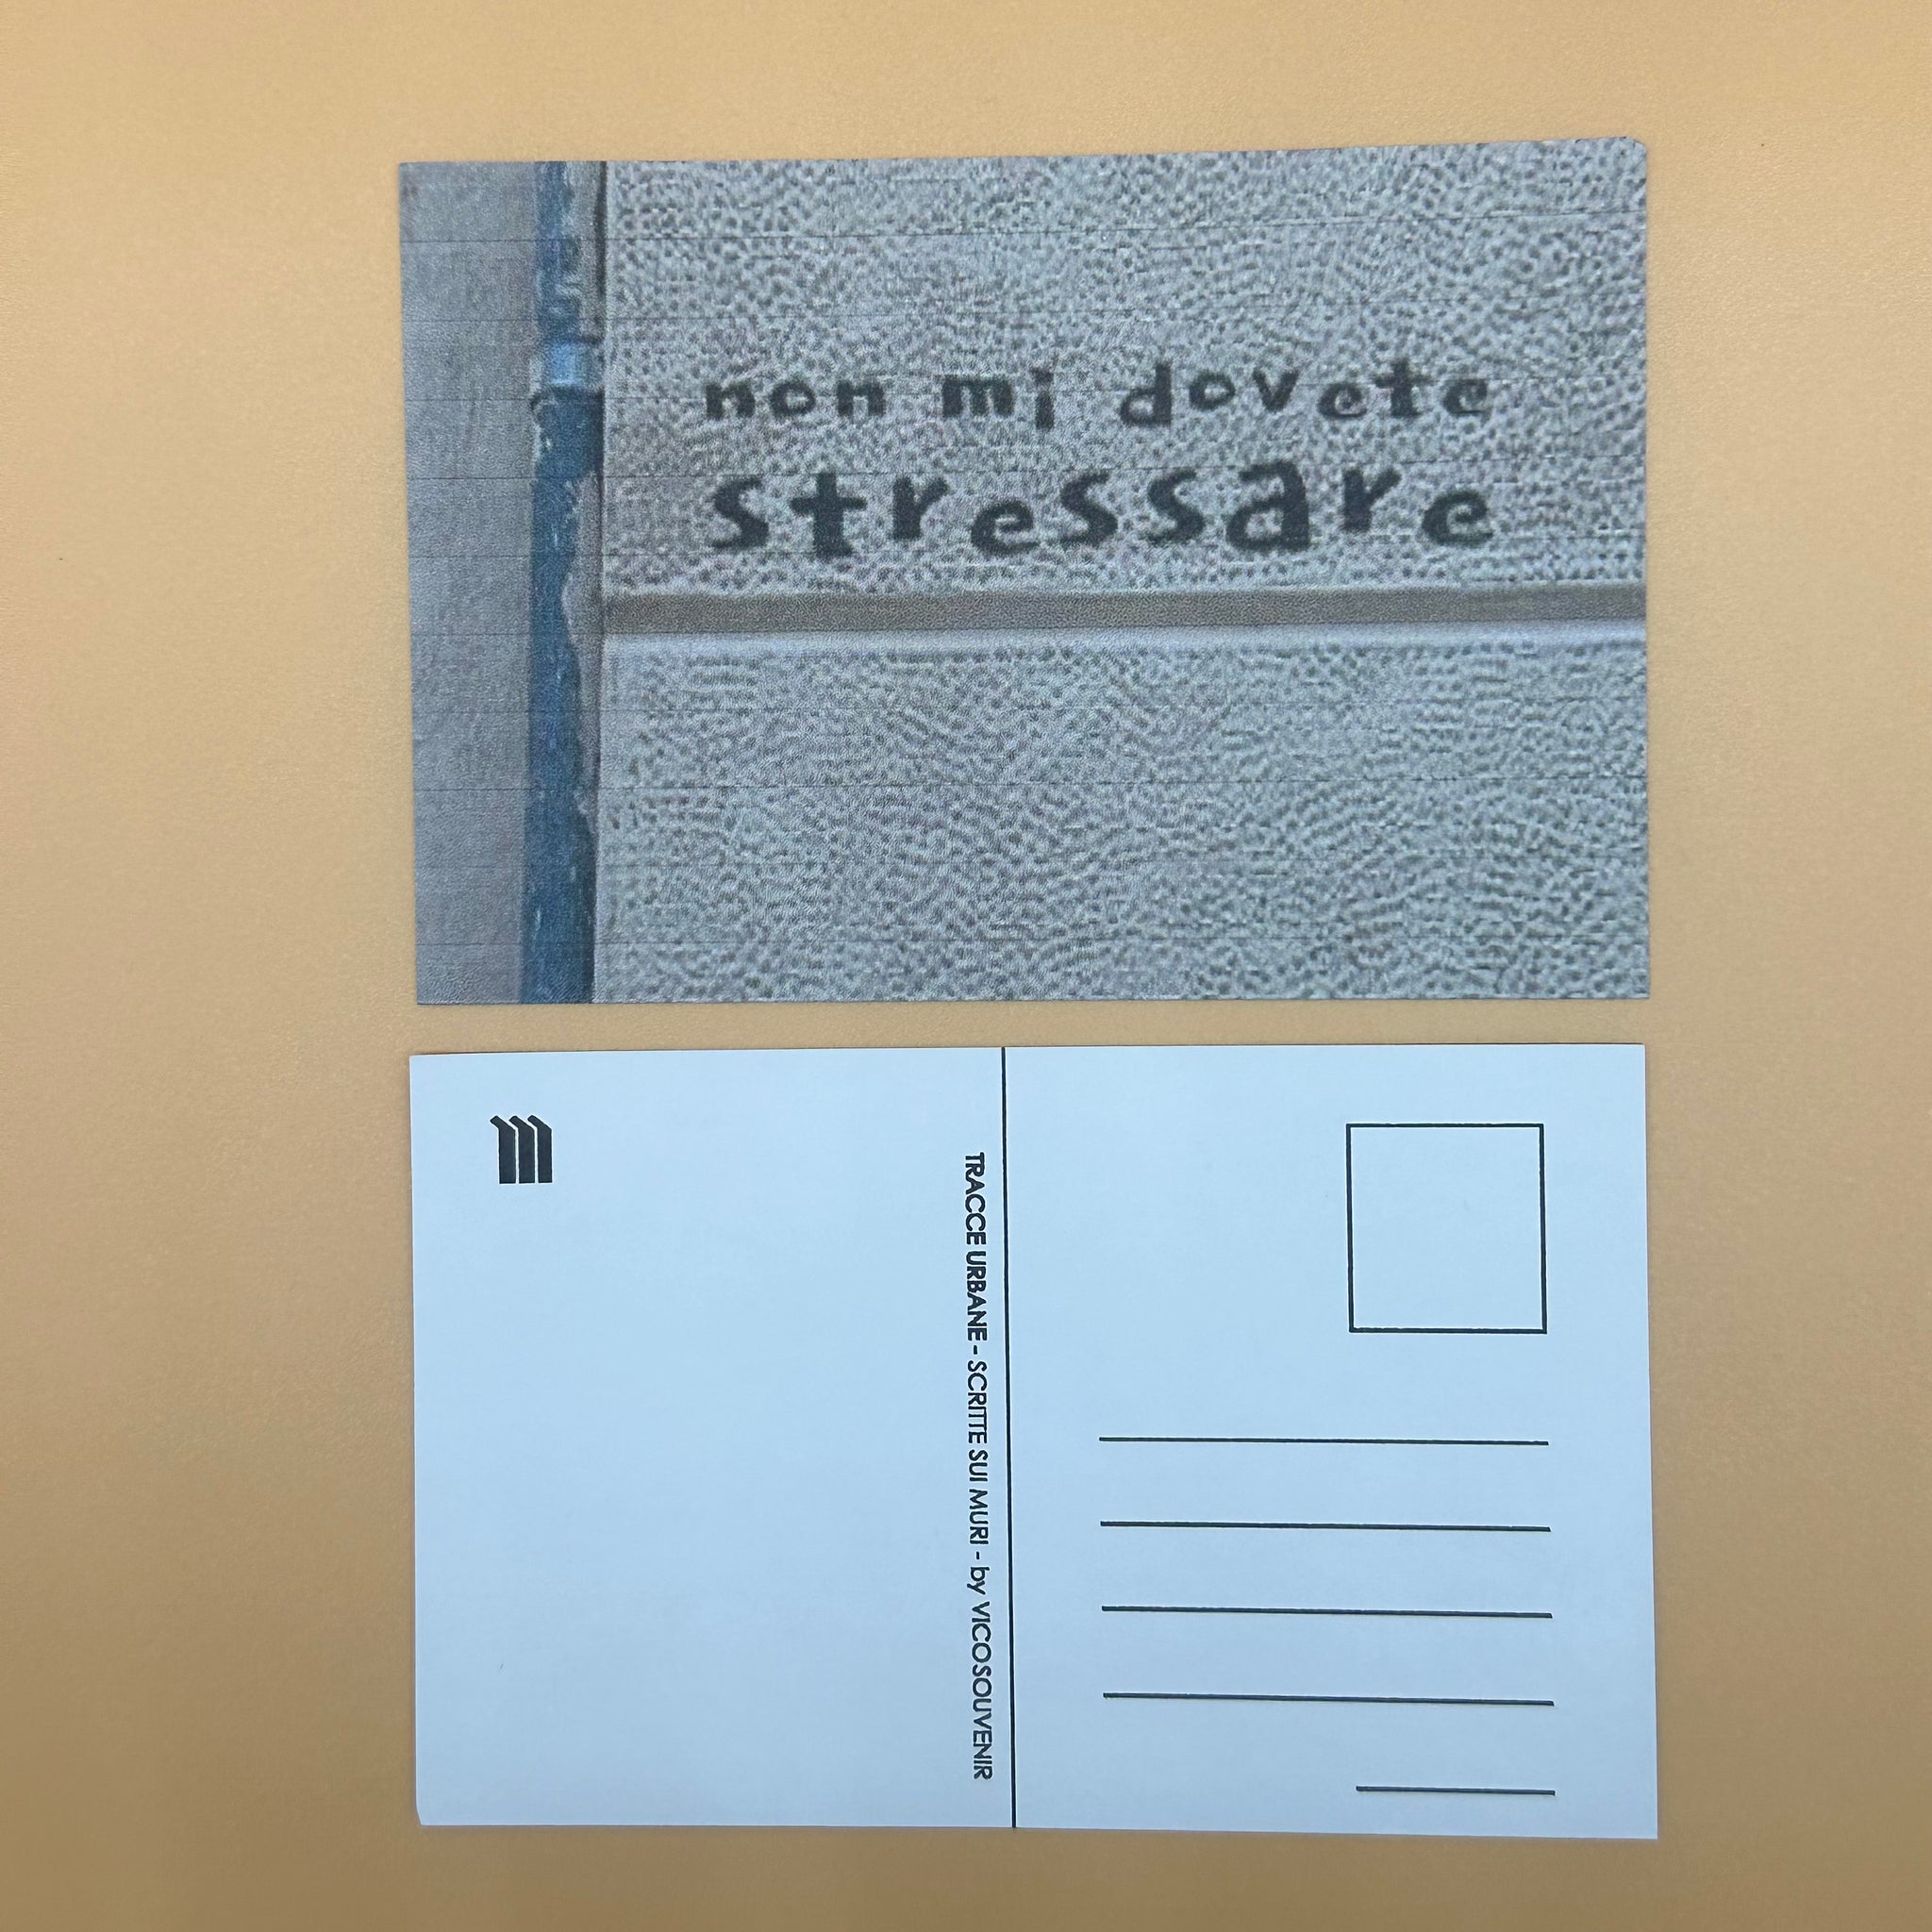 non mi dovete
stressare
TRACCE URBANE - SCRITTE SUI MURI - by VICOSOUVENIR